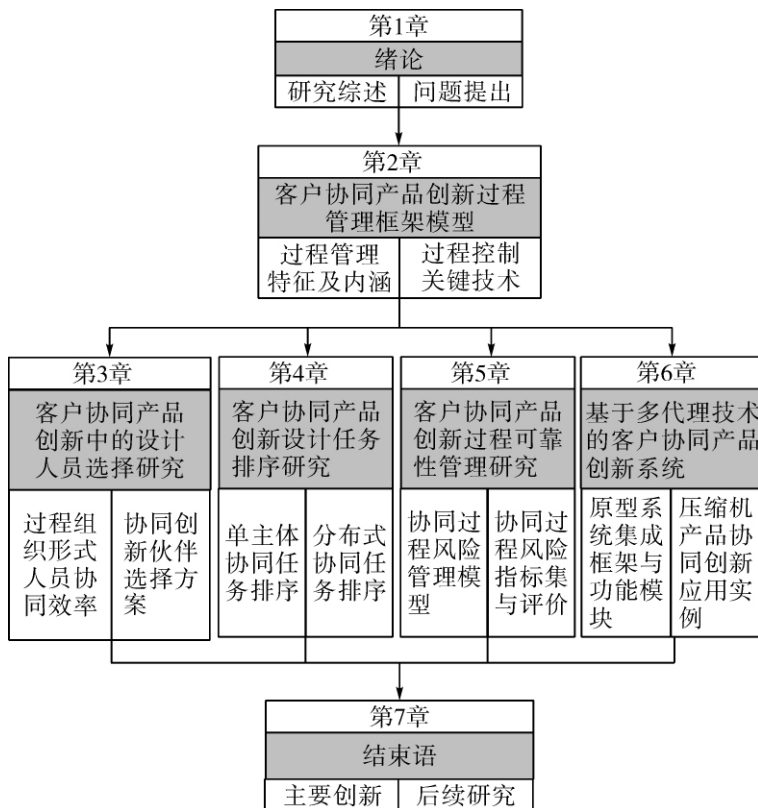 第1章
绪论
研究综述
问题提出
第2章
客户协同产品创新过程
管理框架模型
过程管理
特征及内涵
过程控制
关键技术
第3章
客户协同产品
创新中的设计
人员选择研究
过程组
织形式
人员协
同效率
协同创
新伙伴
选择方
案
第4章
客户协同产品
创新设计任务
排序研究
单主体
协同任
务排序
分布式
协同任
务排序
第5章
客户协同产品
创新过程可靠
性管理研究
协同过
程风险
管理模
型
协同过
程风险
指标集
与评价
第6章
基于多代理技术
的客户协同产品
创新系统
原型系
统集成
框架与
功能模
块
压缩机
产品协
同创新
应用实
例
第7章
结束语
主要创新
后续研究